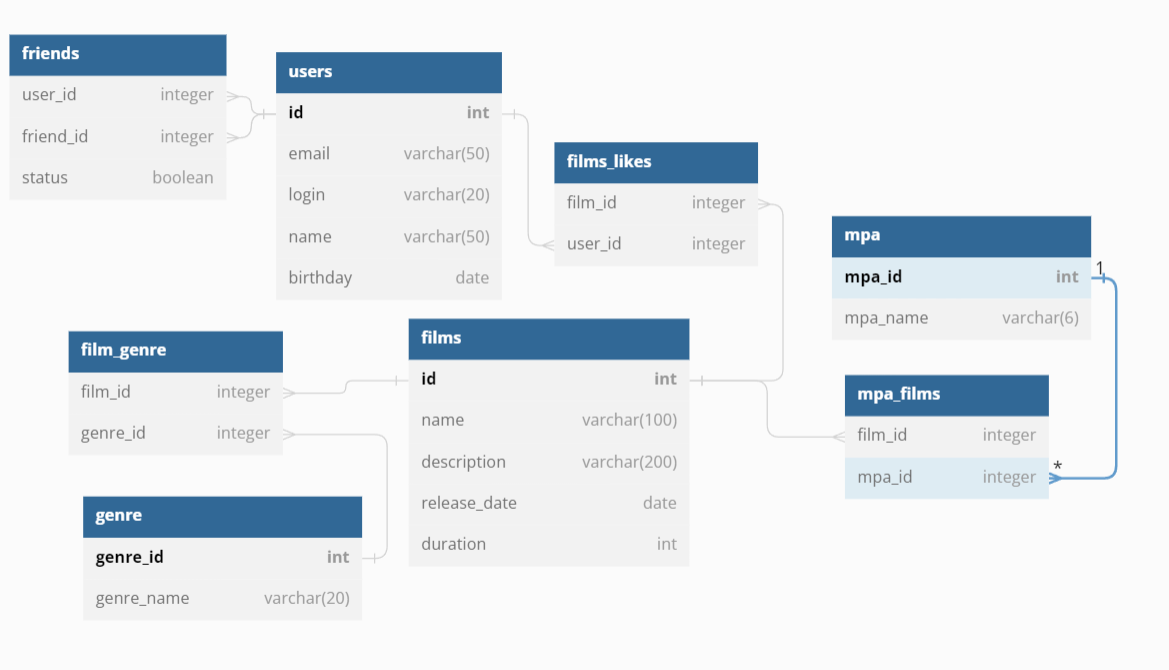 friends
user_id integer
friend_id integer
status boolean
users
id int
email varchar(50)
login varchar(20)
name varchar(50)
birthday date
films_likes
film_id integer
user_id integer
mpa
mpa_id int
mpa_name varchar(6)
1
film_genre
film_id integer
genre_id integer
films
id int
name varchar(100)
description varchar(200)
release_date date
duration int
mpa_films
film_id integer
mpa_id integer
*
genre
genre_id int
genre_name varchar(20)